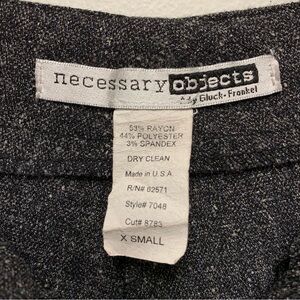 necessary objects
by Gluck • Frankel
53% RAYON
44% POLYESTER
3% SPANDEX
DRY CLEAN
Made in U.S.A
R/N# 62571
Style# 7048
Cut# 8783
X SMALL